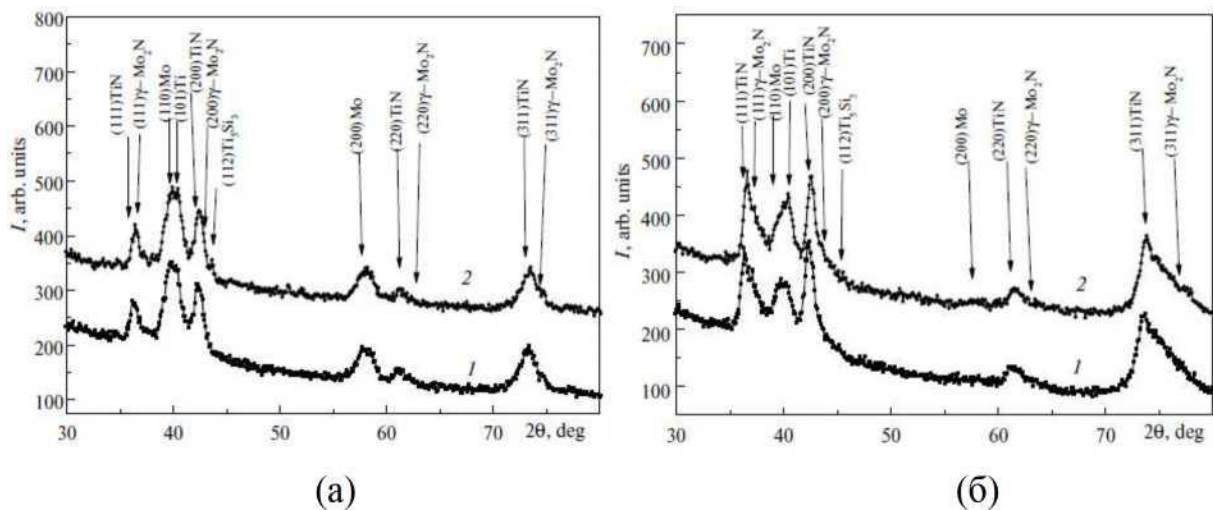 800
700
600
500
400
300
200
100
I, arb. units
(111)TiN
(111)γ–Mo₂N
(110)Mo
(101)Ti
(200)TiN
(200)γ–Mo₂N
(112)Ti₅Si₃
(200)Mo
(220)TiN
(220)γ–Mo₂N
(311)TiN
(311)γ–Mo₂N
2
1
30 40 50 60 70 2θ, deg
(а)
700
600
500
400
300
200
100
I, arb. units
(111)TiN
(111)γ–Mo₂N
(110)Mo
(101)Ti
(200)TiN
(200)γ–Mo₂N
(112)Ti₅Si₃
(200)Mo
(220)TiN
(220)γ–Mo₂N
(311)TiN
(311)γ–Mo₂N
2
1
30 40 50 60 70 2θ, deg
(б)